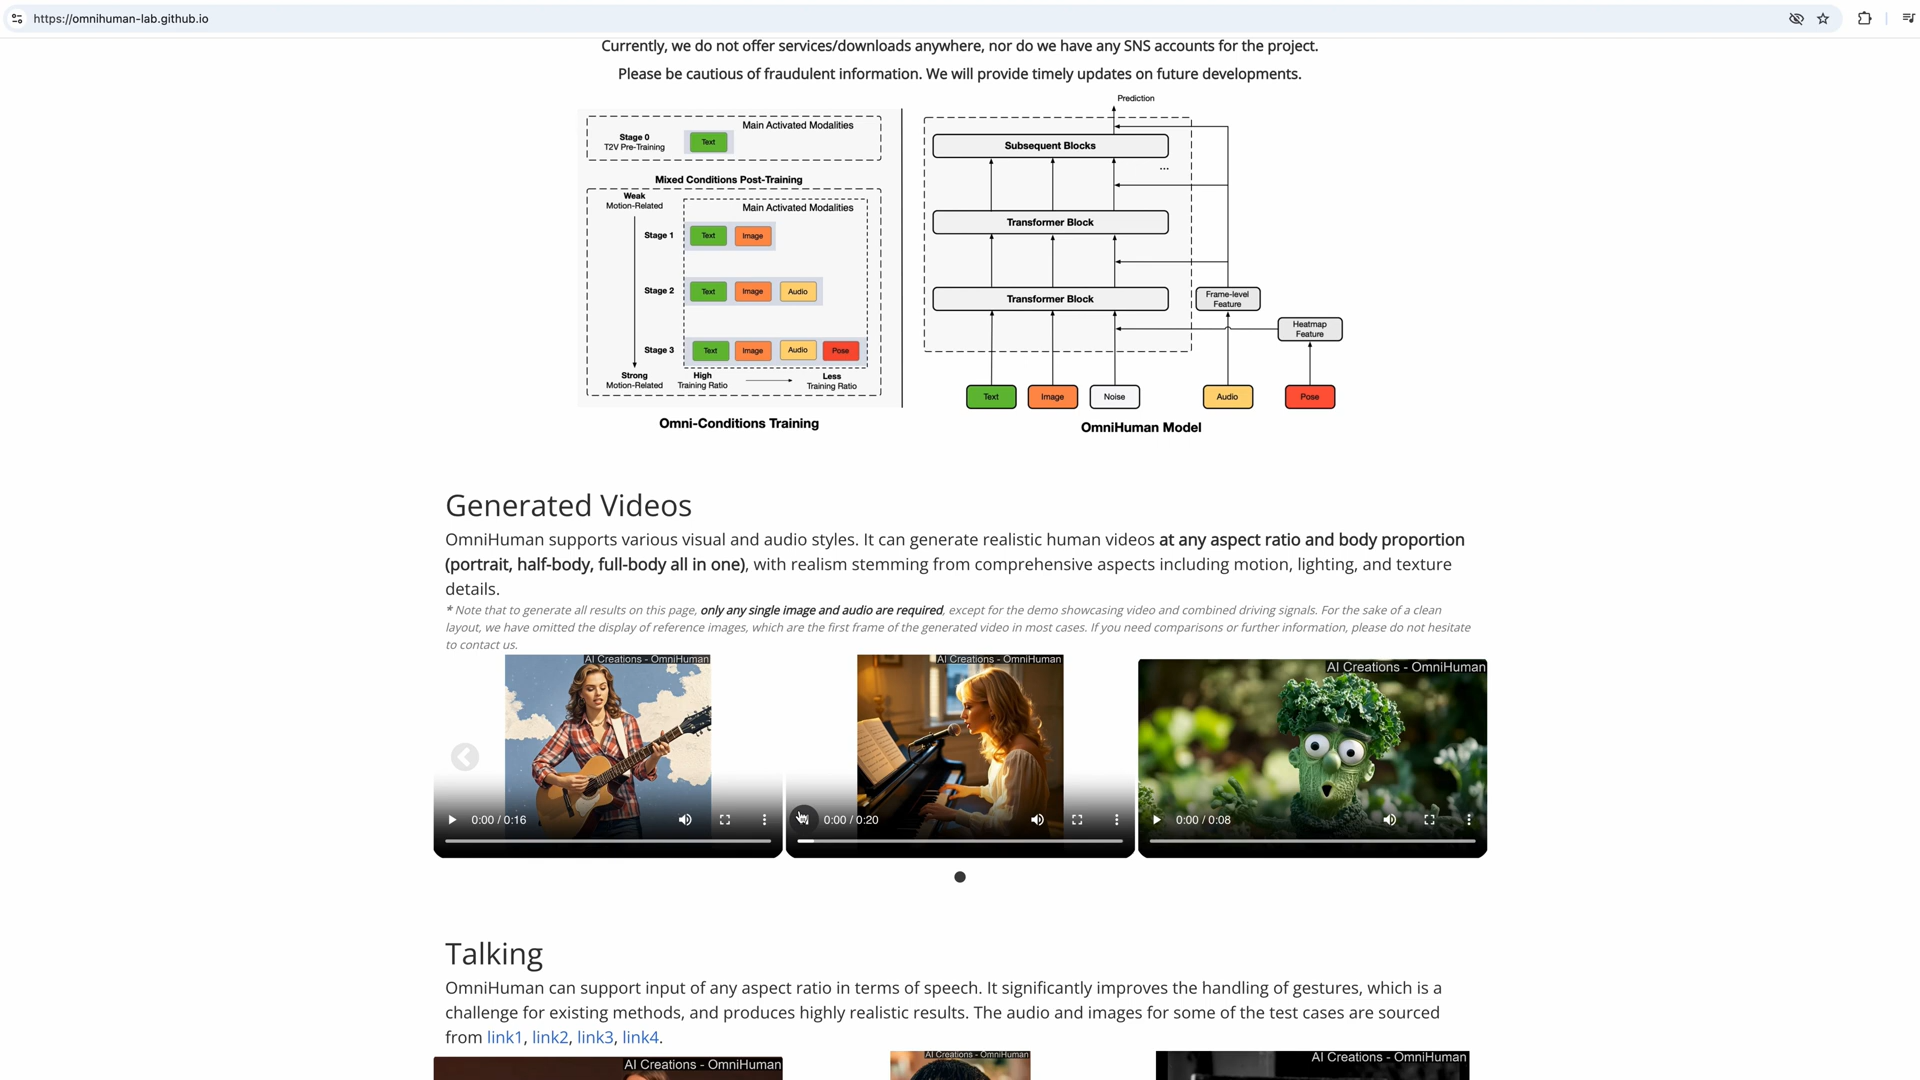 https://omnihuman-lab.github.io
Currently, we do not offer services/downloads anywhere, nor do we have any SNS accounts for the project.
Please be cautious of fraudulent information. We will provide timely updates on future developments.
Stage 0
T2V Pre-Training
Main Activated Modalities
Text
Mixed Conditions Post-Training
Weak
Motion-Related
Main Activated Modalities
Stage 1
Text
Image
Stage 2
Text
Image
Audio
Stage 3
Text
Image
Audio
Pose
Strong
Motion-Related
High
Training Ratio
Less
Training Ratio
Omni-Conditions Training
Prediction
Subsequent Blocks
...
Transformer Block
Transformer Block
Frame-level
Feature
Heatmap
Feature
Text
Image
Noise
Audio
Pose
OmniHuman Model
Generated Videos
OmniHuman supports various visual and audio styles. It can generate realistic human videos at any aspect ratio and body proportion
(portrait, half-body, full-body all in one), with realism stemming from comprehensive aspects including motion, lighting, and texture
details.
* Note that to generate all results on this page, only any single image and audio are required, except for the demo showcasing video and combined driving signals. For the sake of a clean
layout, we have omitted the display of reference images, which are the first frame of the generated video in most cases. If you need comparisons or further information, please do not hesitate
to contact us.
AI Creations - OmniHuman
AI Creations - OmniHuman
AI Creations - OmniHuman
0:00 / 0:16
0:00 / 0:20
0:00 / 0:08
Talking
OmniHuman can support input of any aspect ratio in terms of speech. It significantly improves the handling of gestures, which is a
challenge for existing methods, and produces highly realistic results. The audio and images for some of the test cases are sourced
from link1, link2, link3, link4.
AI Creations - OmniHuman
AI Creations - OmniHuman
AI Creations - OmniHuman